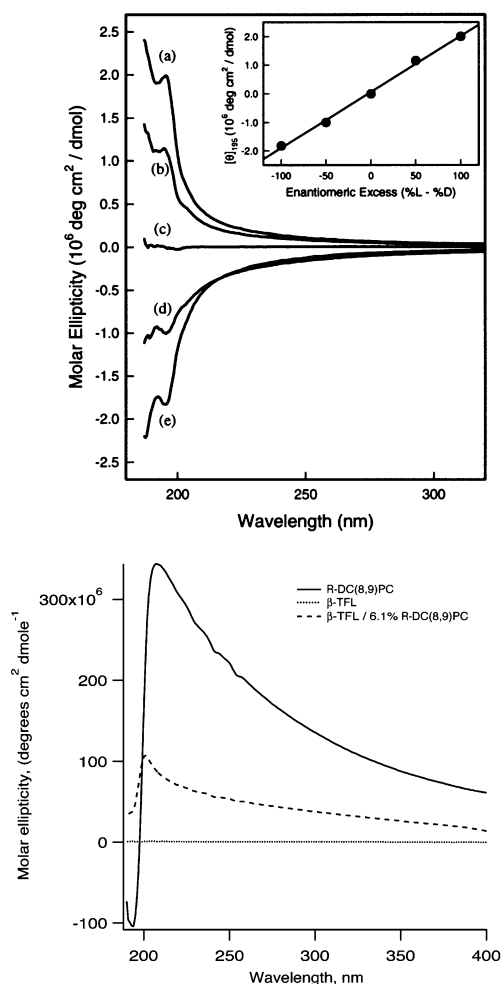 2.5
2.0
1.5
1.0
0.5
0.0
-0.5
-1.0
-1.5
-2.0
-2.5
Molar Ellipticity (10⁶ deg cm² / dmol)
(a)
(b)
(c)
(d)
(e)
2.0
1.0
0.0
-1.0
-2.0
[θ]₁₉₅ (10⁶ deg cm² / dmol)
-100 -50 0 50 100
Enantiomeric Excess (%L - %D)
200 250 300
Wavelength (nm)
300x10⁶
200
100
0
-100
Molar ellipticity, (degrees cm² dmole⁻¹
R-DC(8,9)PC
β-TFL
β-TFL / 6.1% R-DC(8,9)PC
200 250 300 350 400
Wavelength, nm